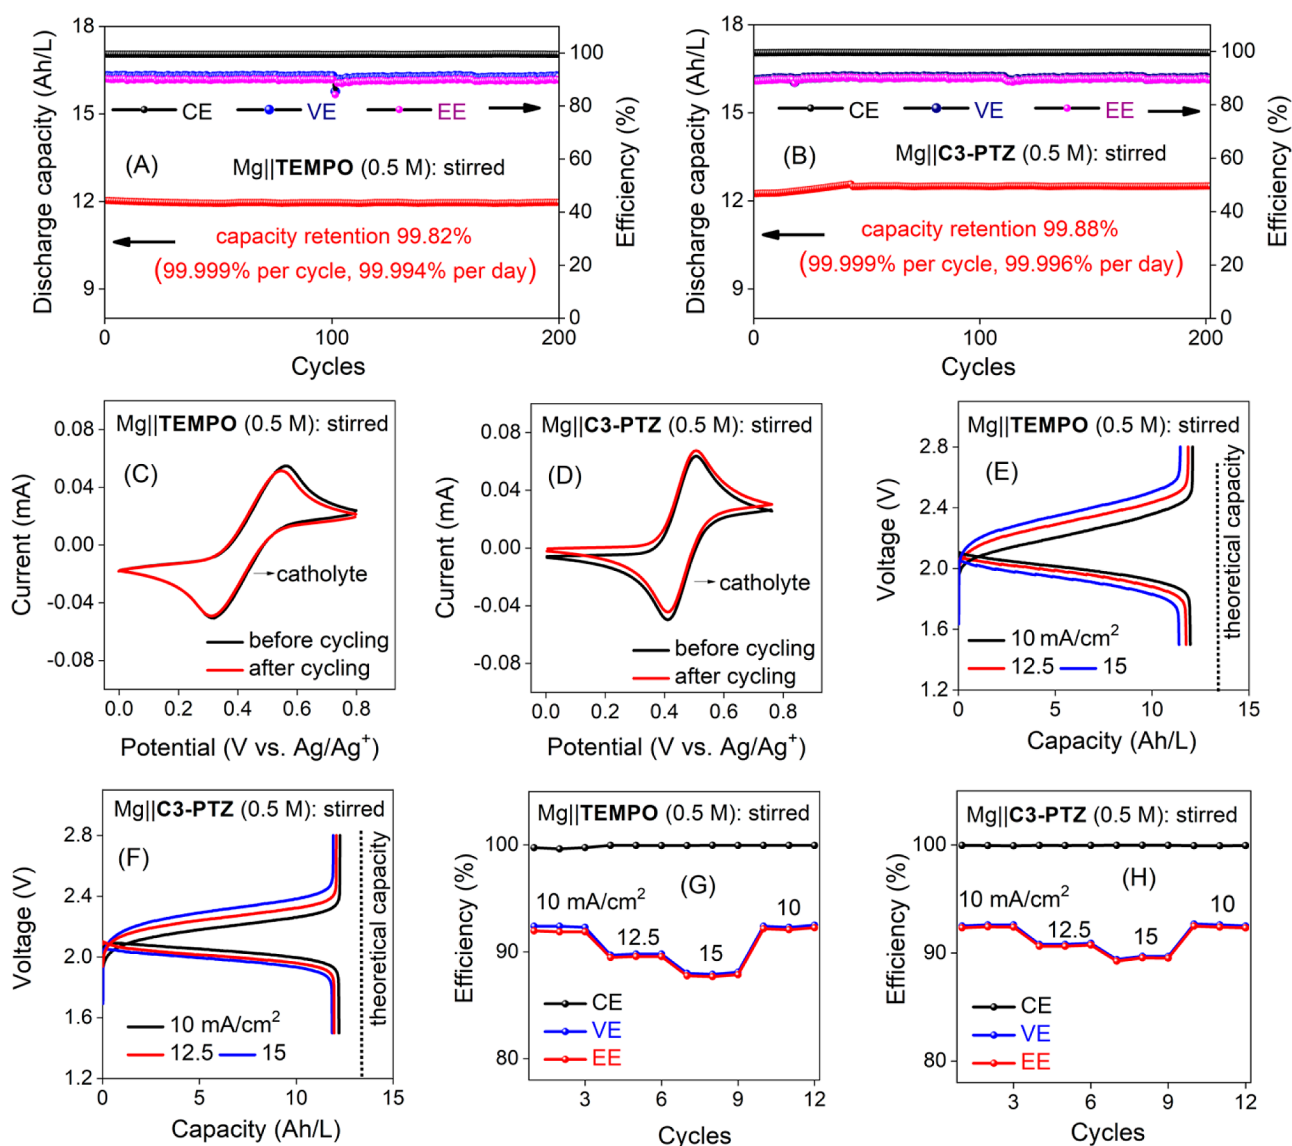 18
15
12
9
Discharge capacity (Ah/L)
100
80
60
40
20
0
Efficiency (%)
CE VE EE
(A)
Mg||TEMPO (0.5 M): stirred
capacity retention 99.82%
(99.999% per cycle, 99.994% per day)
0 100 200
Cycles
18
15
12
9
Discharge capacity (Ah/L)
100
80
60
40
20
0
Efficiency (%)
CE VE EE
(B)
Mg||C3-PTZ (0.5 M): stirred
capacity retention 99.88%
(99.999% per cycle, 99.996% per day)
0 100 200
Cycles
0.08
0.04
0.00
-0.04
-0.08
Current (mA)
Mg||TEMPO (0.5 M): stirred
(C)
catholyte
before cycling
after cycling
0.0 0.2 0.4 0.6 0.8
Potential (V vs. Ag/Ag+)
0.08
0.04
0.00
-0.04
-0.08
Current (mA)
Mg||C3-PTZ (0.5 M): stirred
(D)
catholyte
before cycling
after cycling
0.0 0.2 0.4 0.6 0.8
Potential (V vs. Ag/Ag+)
Mg||TEMPO (0.5 M): stirred
2.8
2.4
2.0
1.6
1.2
Voltage (V)
(E)
theoretical capacity
10 mA/cm2
12.5 15
0 5 10 15
Capacity (Ah/L)
Mg||C3-PTZ (0.5 M): stirred
2.8
2.4
2.0
1.6
1.2
Voltage (V)
(F)
theoretical capacity
10 mA/cm2
12.5 15
0 5 10 15
Capacity (Ah/L)
Mg||TEMPO (0.5 M): stirred
100
90
80
Efficiency (%)
(G)
10 mA/cm2
12.5
15
10
CE
VE
EE
3 6 9 12
Cycles
Mg||C3-PTZ (0.5 M): stirred
100
90
80
Efficiency (%)
(H)
10 mA/cm2
12.5
15
10
CE
VE
EE
3 6 9 12
Cycles